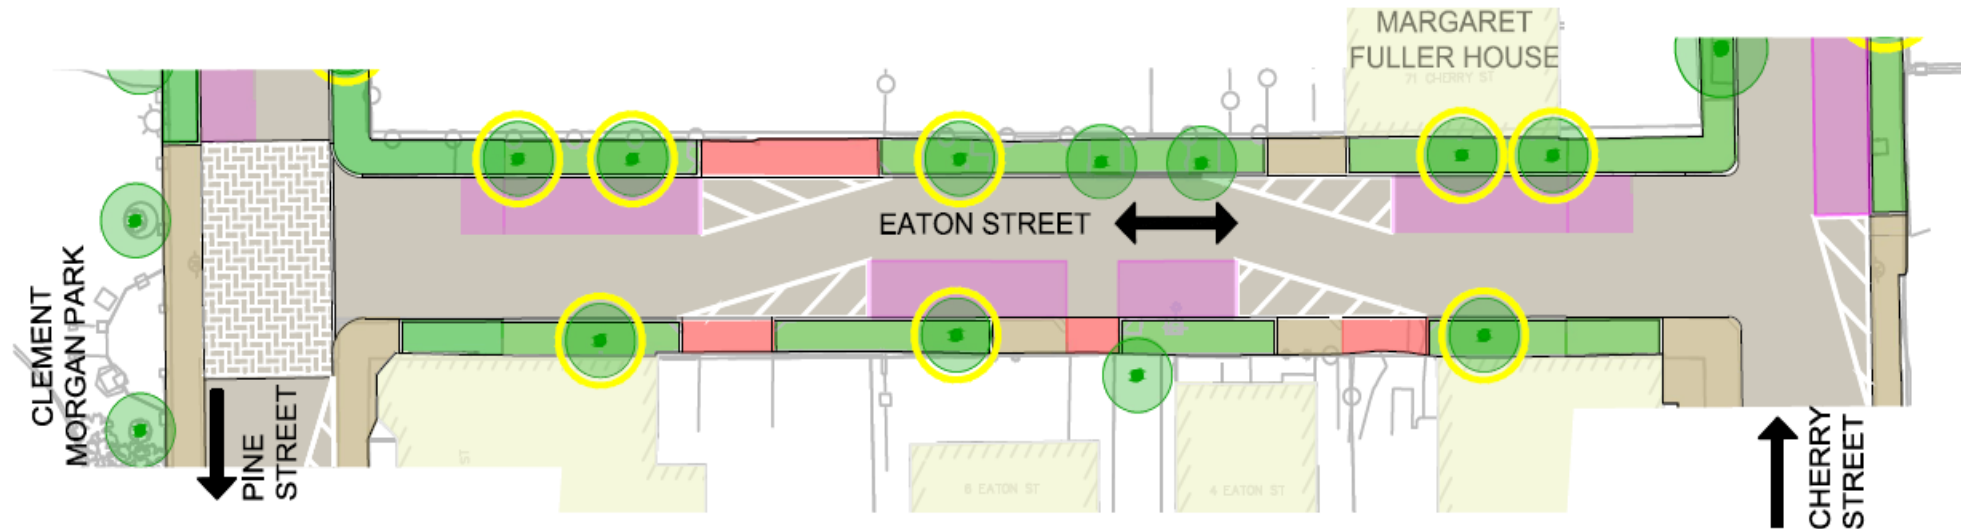 MARGARET
FULLER HOUSE
71 CHERRY ST
EATON STREET
CLEMENT
MORGAN PARK
PINE
STREET
ST
6 EATON ST
4 EATON ST
CHERRY
STREET